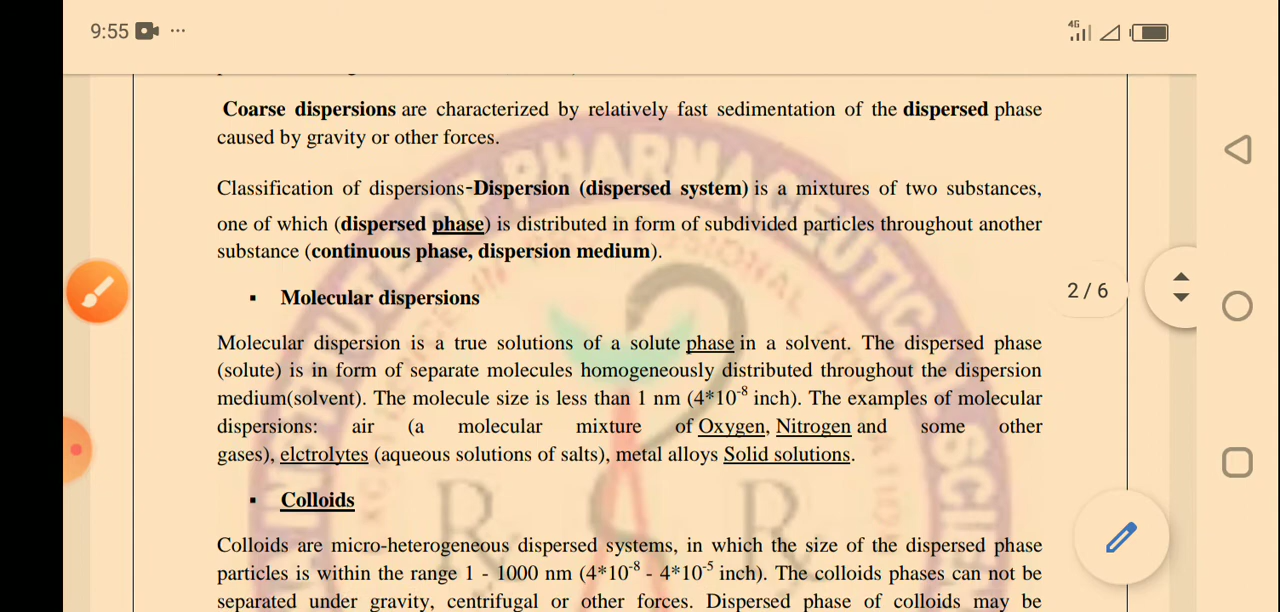 9:55
4G
Coarse dispersions are characterized by relatively fast sedimentation of the dispersed phase
caused by gravity or other forces.
Classification of dispersions-Dispersion (dispersed system) is a mixtures of two substances,
one of which (dispersed phase) is distributed in form of subdivided particles throughout another
substance (continuous phase, dispersion medium).
2 / 6
▪ Molecular dispersions
Molecular dispersion is a true solutions of a solute phase in a solvent. The dispersed phase
(solute) is in form of separate molecules homogeneously distributed throughout the dispersion
medium(solvent). The molecule size is less than 1 nm (4*10⁻⁸ inch). The examples of molecular
dispersions: air (a molecular mixture of Oxygen, Nitrogen and some other
gases), elctrolytes (aqueous solutions of salts), metal alloys Solid solutions.
▪ Colloids
Colloids are micro-heterogeneous dispersed systems, in which the size of the dispersed phase
particles is within the range 1 - 1000 nm (4*10⁻⁸ - 4*10⁻⁵ inch). The colloids phases can not be
separated under gravity, centrifugal or other forces. Dispersed phase of colloids may be